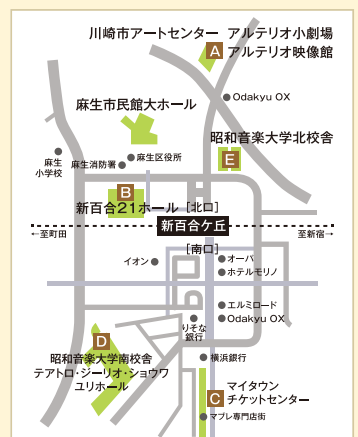 川崎市アートセンター アルテリオ小劇場
A アルテリオ映像館
Odakyu OX
麻生市民館大ホール
昭和音楽大学北校舎
E
麻生
小学校
麻生消防署
麻生区役所
B
新百合21ホール
[北口]
新百合ケ丘
←至町田
至新宿→
[南口]
イオン
オーパ
ホテルモリノ
エルミロード
Odakyu OX
りそな
銀行
D
昭和音楽大学南校舎
テアトロ・ジーリオ・ショウワ
ユリホール
横浜銀行
C
マイタウン
チケットセンター
マプレ専門店街